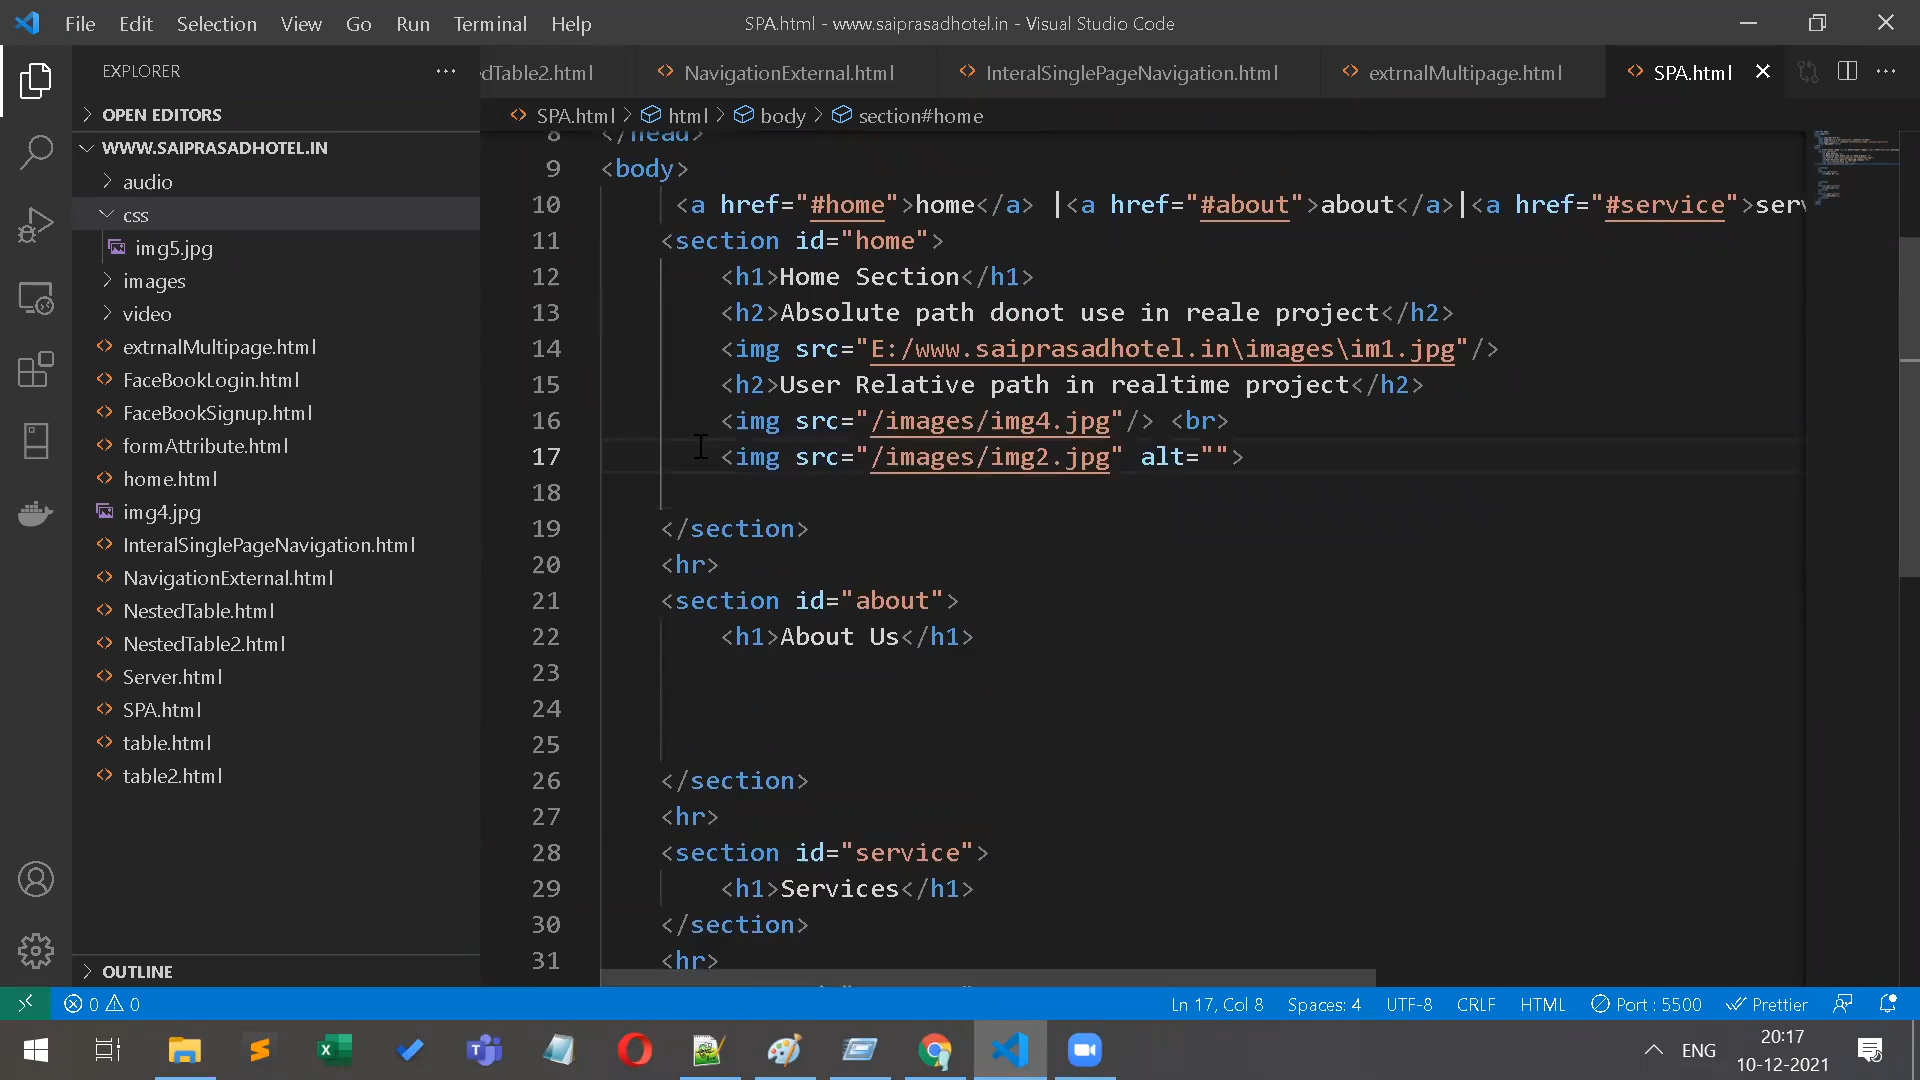 File Edit Selection View Go Run Terminal Help SPA.html - www.saiprasadhotel.in - Visual Studio Code
EXPLORER
dTable2.html NavigationExternal.html InteralSinglePageNavigation.html extrnalMultipage.html SPA.html
OPEN EDITORS
SPA.html > html > body > section#home
WWW.SAIPRASADHOTEL.IN
audio
css
img5.jpg
images
video
extrnalMultipage.html
FaceBookLogin.html
FaceBookSignup.html
formAttribute.html
home.html
img4.jpg
InteralSinglePageNavigation.html
NavigationExternal.html
NestedTable.html
NestedTable2.html
Server.html
SPA.html
table.html
table2.html
OUTLINE
8 </head>
9 <body>
10 <a href="#home">home</a> |<a href="#about">about</a>|<a href="#service">serv
11 <section id="home">
12 <h1>Home Section</h1>
13 <h2>Absolute path donot use in reale project</h2>
14 <img src="E:/www.saiprasadhotel.in\images\im1.jpg"/>
15 <h2>User Relative path in realtime project</h2>
16 <img src="/images/img4.jpg"/> <br>
17 <img src="/images/img2.jpg" alt="">
18
19 </section>
20 <hr>
21 <section id="about">
22 <h1>About Us</h1>
23
24
25
26 </section>
27 <hr>
28 <section id="service">
29 <h1>Services</h1>
30 </section>
31 <hr>
0 0 Ln 17, Col 8 Spaces: 4 UTF-8 CRLF HTML Port : 5500 Prettier
ENG 20:17
10-12-2021